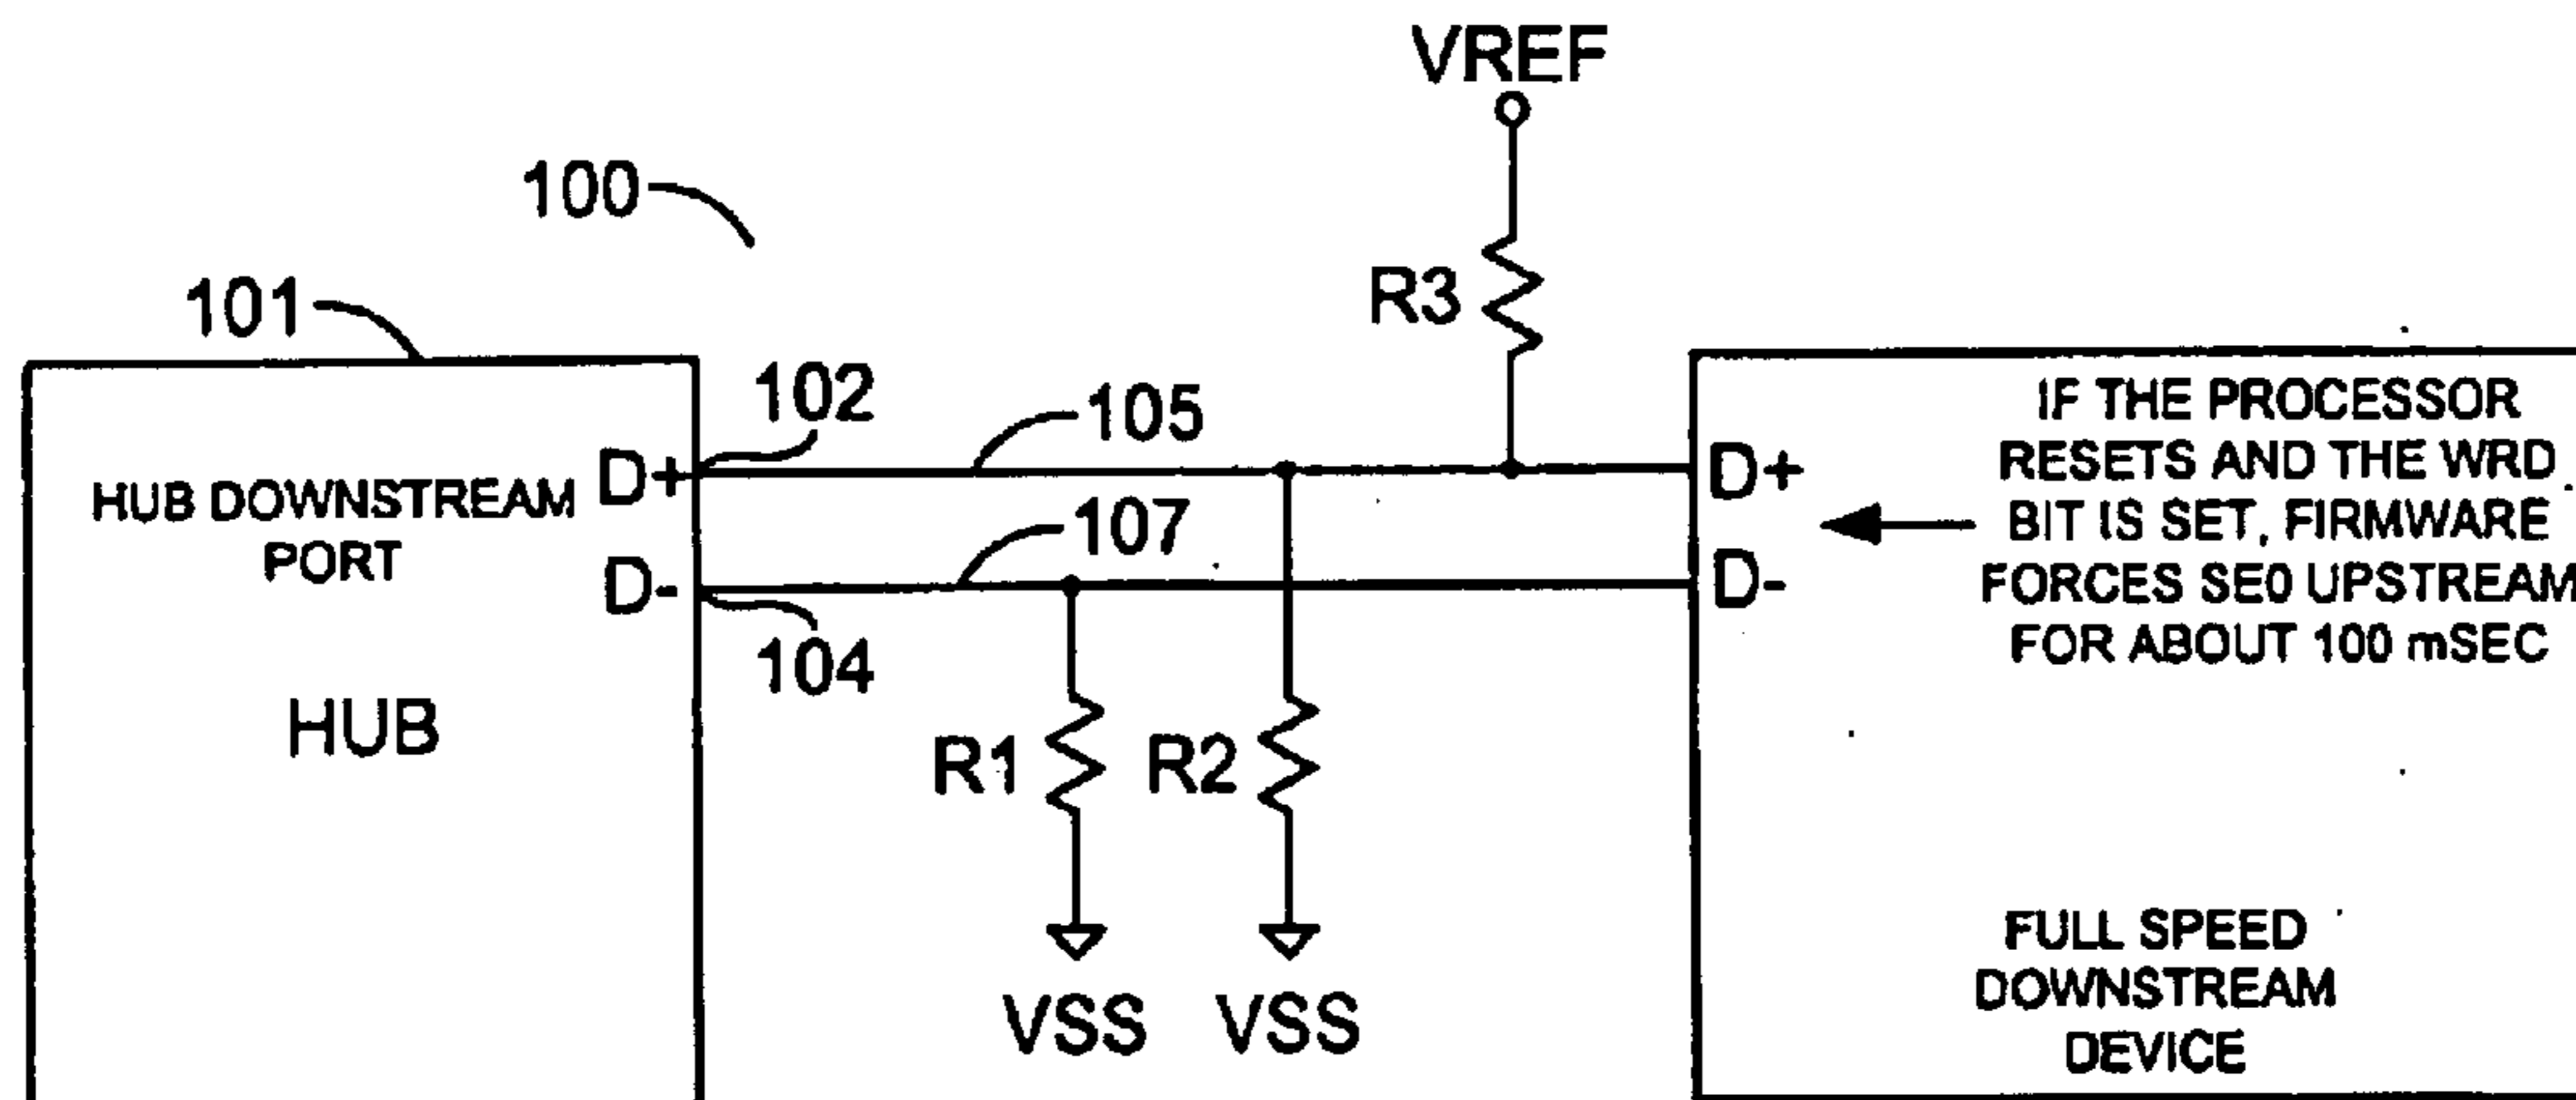 VREF
100
101
R3
102
105
D+
HUB DOWNSTREAM
PORT
107
D-
104
HUB
R1
R2
VSS
VSS
D+
D-
IF THE PROCESSOR
RESETS AND THE WRD
BIT IS SET, FIRMWARE
FORCES SE0 UPSTREAM
FOR ABOUT 100 mSEC
FULL SPEED
DOWNSTREAM
DEVICE